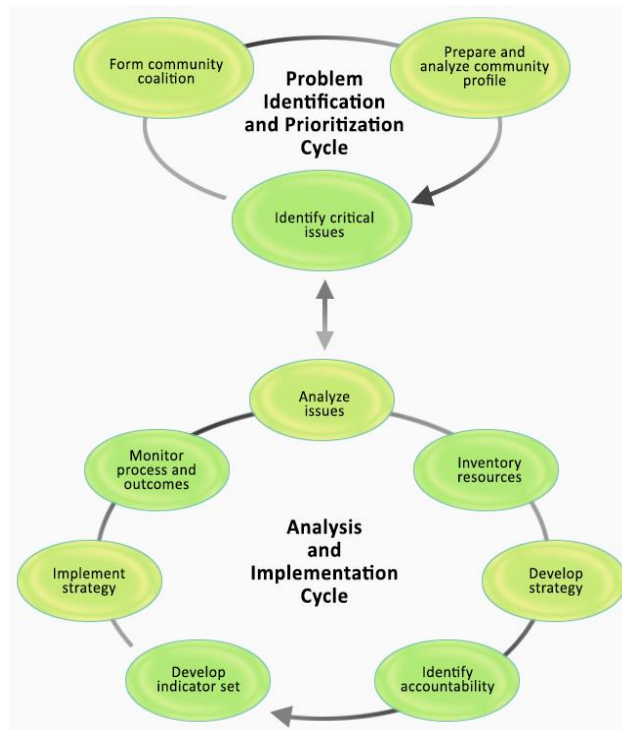 Form community
coalition
Prepare and
analyze community
profile
Problem
Identification
and Prioritization
Cycle
Identify critical
issues
Analyze
issues
Monitor
process and
outcomes
Inventory
resources
Analysis
and
Implementation
Cycle
Implement
strategy
Develop
strategy
Develop
indicator set
Identify
accountability